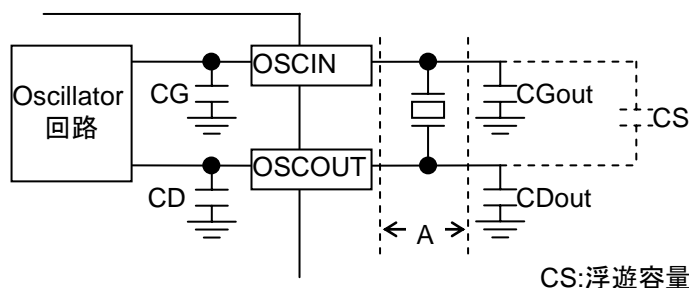 OSCIN
Oscillator
回路
CG
CGout
CS
OSCOUT
CD
CDout
A
CS:浮遊容量